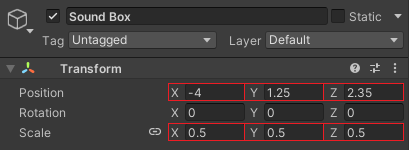 Sound Box Static
Tag Untagged Layer Default
Transform
Position X -4 Y 1.25 Z 2.35
Rotation X 0 Y 0 Z 0
Scale X 0.5 Y 0.5 Z 0.5